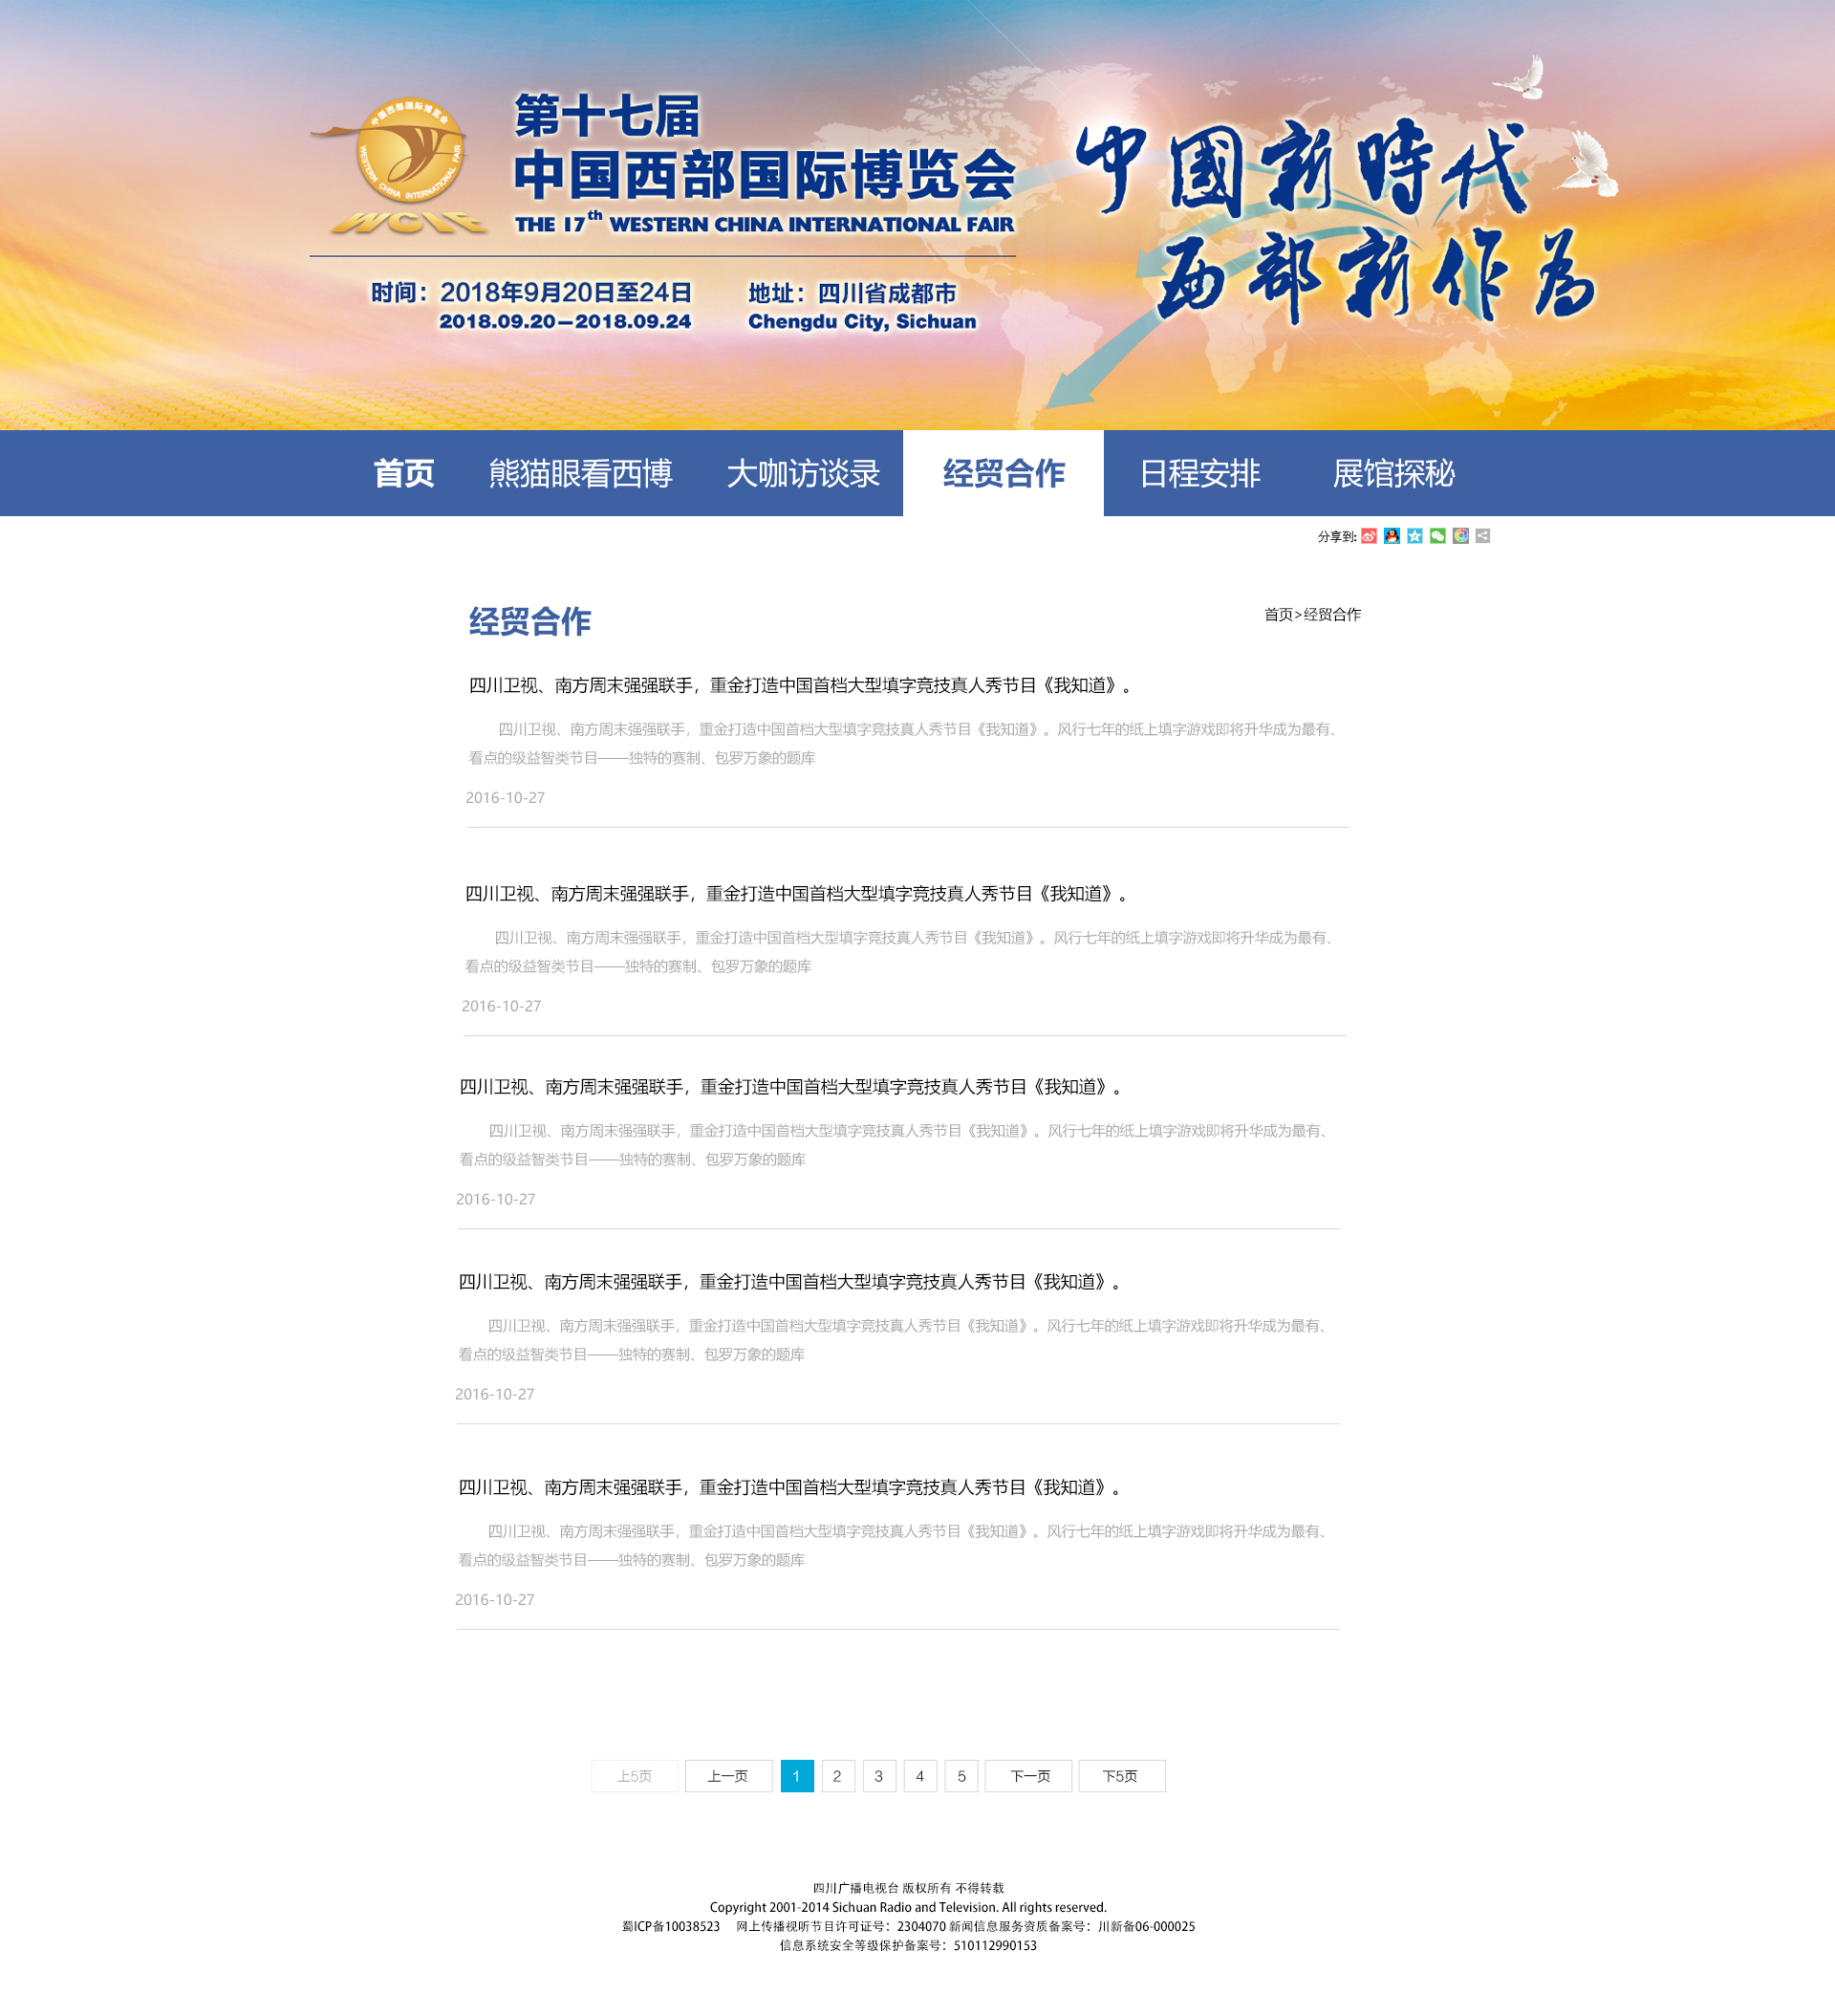 中国西部国际博览会
WESTERN CHINA INTERNATIONAL FAIR
WCIF
第十七届
中国西部国际博览会
THE 17th WESTERN CHINA INTERNATIONAL FAIR
时间：2018年9月20日至24日
2018.09.20—2018.09.24
地址：四川省成都市
Chengdu City, Sichuan
中國新時代
西部新作为
首页 熊猫眼看西博 大咖访谈录 经贸合作 日程安排 展馆探秘
分享到:
经贸合作
首页>经贸合作
四川卫视、南方周末强强联手，重金打造中国首档大型填字竞技真人秀节目《我知道》。
四川卫视、南方周末强强联手，重金打造中国首档大型填字竞技真人秀节目《我知道》。风行七年的纸上填字游戏即将升华成为最有、
看点的级益智类节目——独特的赛制、包罗万象的题库
2016-10-27
四川卫视、南方周末强强联手，重金打造中国首档大型填字竞技真人秀节目《我知道》。
四川卫视、南方周末强强联手，重金打造中国首档大型填字竞技真人秀节目《我知道》。风行七年的纸上填字游戏即将升华成为最有、
看点的级益智类节目——独特的赛制、包罗万象的题库
2016-10-27
四川卫视、南方周末强强联手，重金打造中国首档大型填字竞技真人秀节目《我知道》。
四川卫视、南方周末强强联手，重金打造中国首档大型填字竞技真人秀节目《我知道》。风行七年的纸上填字游戏即将升华成为最有、
看点的级益智类节目——独特的赛制、包罗万象的题库
2016-10-27
四川卫视、南方周末强强联手，重金打造中国首档大型填字竞技真人秀节目《我知道》。
四川卫视、南方周末强强联手，重金打造中国首档大型填字竞技真人秀节目《我知道》。风行七年的纸上填字游戏即将升华成为最有、
看点的级益智类节目——独特的赛制、包罗万象的题库
2016-10-27
四川卫视、南方周末强强联手，重金打造中国首档大型填字竞技真人秀节目《我知道》。
四川卫视、南方周末强强联手，重金打造中国首档大型填字竞技真人秀节目《我知道》。风行七年的纸上填字游戏即将升华成为最有、
看点的级益智类节目——独特的赛制、包罗万象的题库
2016-10-27
上5页 上一页 1 2 3 4 5 下一页 下5页
四川广播电视台 版权所有 不得转载
Copyright 2001-2014 Sichuan Radio and Television. All rights reserved.
蜀ICP备10038523 网上传播视听节目许可证号：2304070 新闻信息服务资质备案号：川新备06-000025
信息系统安全等级保护备案号：510112990153